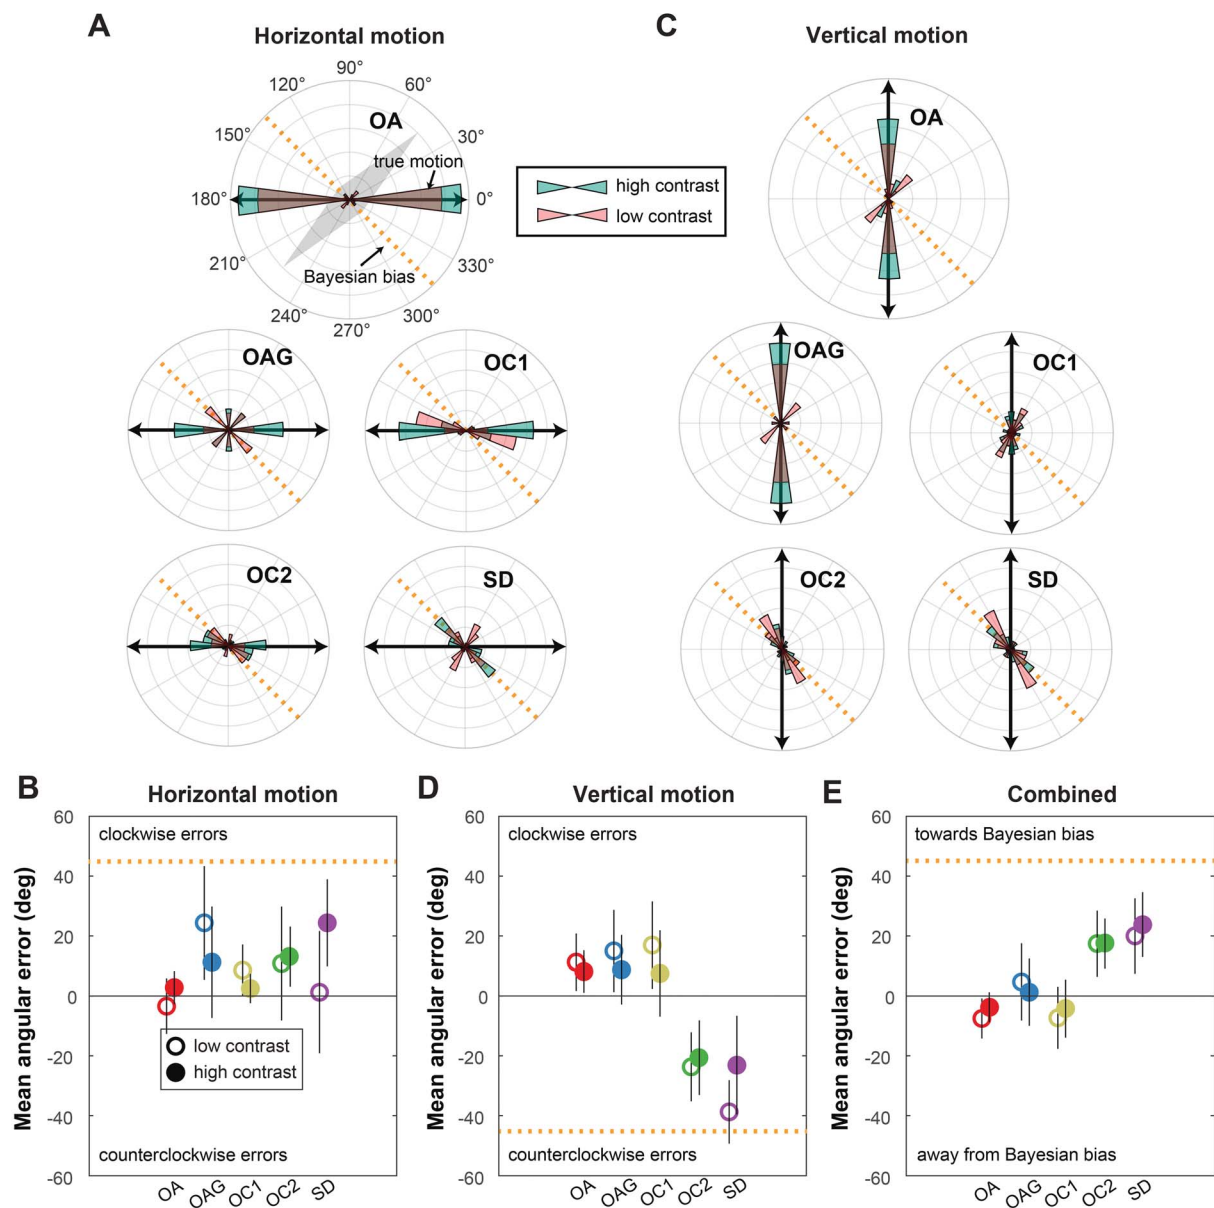 A
Horizontal motion
90°
120°
60°
OA
150°
30°
true motion
180°
0°
210°
330°
Bayesian bias
240°
300°
270°
high contrast
low contrast
OAG
OC1
OC2
SD
C
Vertical motion
OA
OAG
OC1
OC2
SD
B
Horizontal motion
Mean angular error (deg)
60
40
20
0
-20
-40
-60
clockwise errors
low contrast
high contrast
counterclockwise errors
OA
OAG
OC1
OC2
SD
D
Vertical motion
Mean angular error (deg)
60
40
20
0
-20
-40
-60
clockwise errors
counterclockwise errors
OA
OAG
OC1
OC2
SD
E
Combined
Mean angular error (deg)
60
40
20
0
-20
-40
-60
towards Bayesian bias
away from Bayesian bias
OA
OAG
OC1
OC2
SD